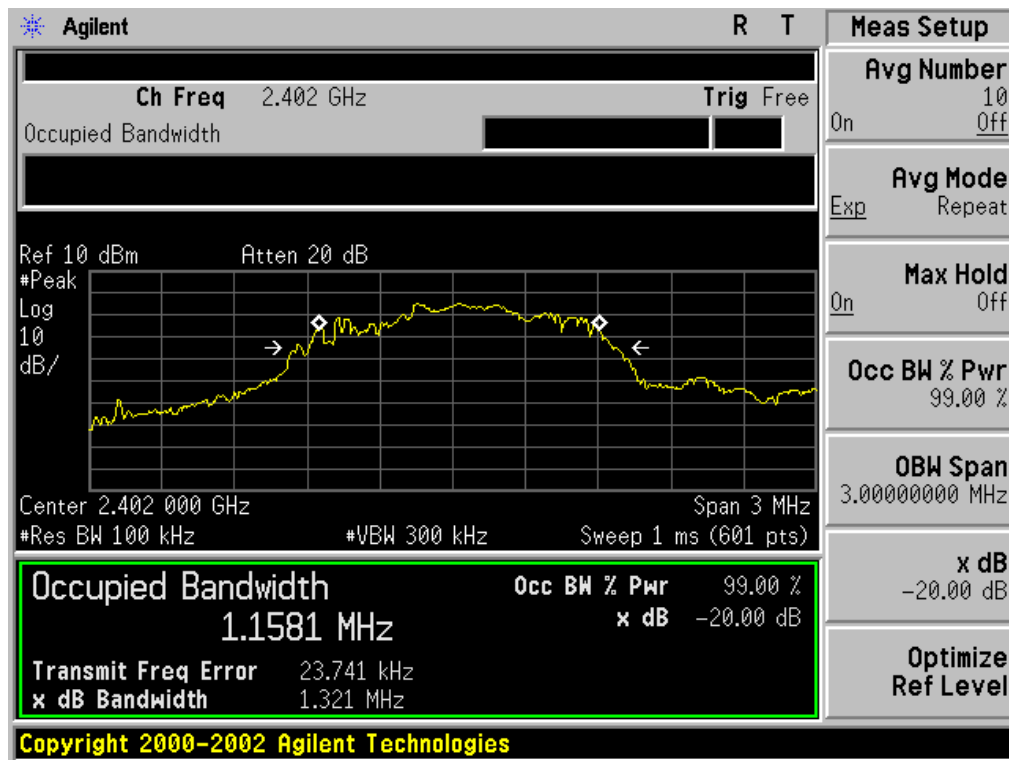 Agilent R T
Ch Freq 2.402 GHz Trig Free
Occupied Bandwidth
Ref 10 dBm Atten 20 dB
#Peak
Log
10
dB/
Center 2.402 000 GHz Span 3 MHz
#Res BW 100 kHz #VBW 300 kHz Sweep 1 ms (601 pts)
Occupied Bandwidth Occ BW % Pwr 99.00 %
1.1581 MHz x dB -20.00 dB
Transmit Freq Error 23.741 kHz
x dB Bandwidth 1.321 MHz
Copyright 2000-2002 Agilent Technologies
Meas Setup
Avg Number
10
On Off
Avg Mode
Exp Repeat
Max Hold
On Off
Occ BW % Pwr
99.00 %
OBW Span
3.00000000 MHz
x dB
-20.00 dB
Optimize
Ref Level